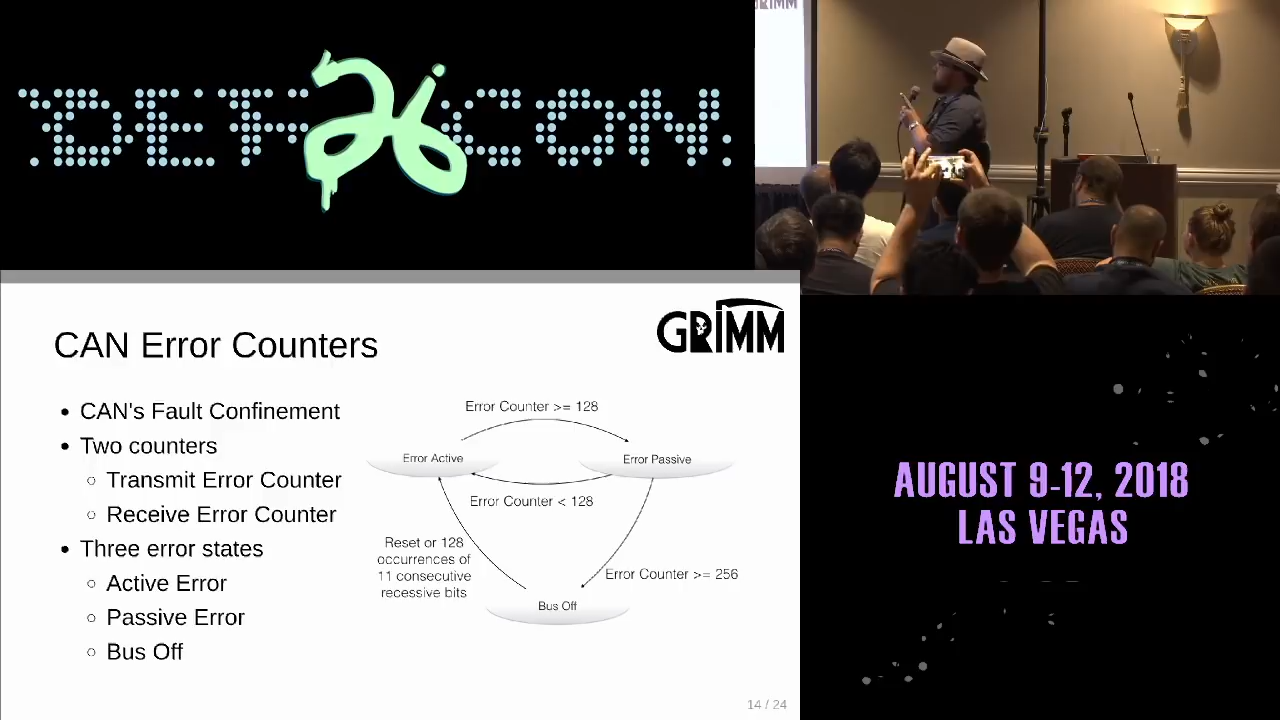 DEF 26 CON
GRIMM
CAN Error Counters
GRIMM
• CAN's Fault Confinement
• Two counters
○ Transmit Error Counter
○ Receive Error Counter
• Three error states
○ Active Error
○ Passive Error
○ Bus Off
Error Counter >= 128
Error Active
Error Passive
Error Counter < 128
Reset or 128
occurrences of
11 consecutive
recessive bits
Error Counter >= 256
Bus Off
14 / 24
AUGUST 9-12, 2018
LAS VEGAS